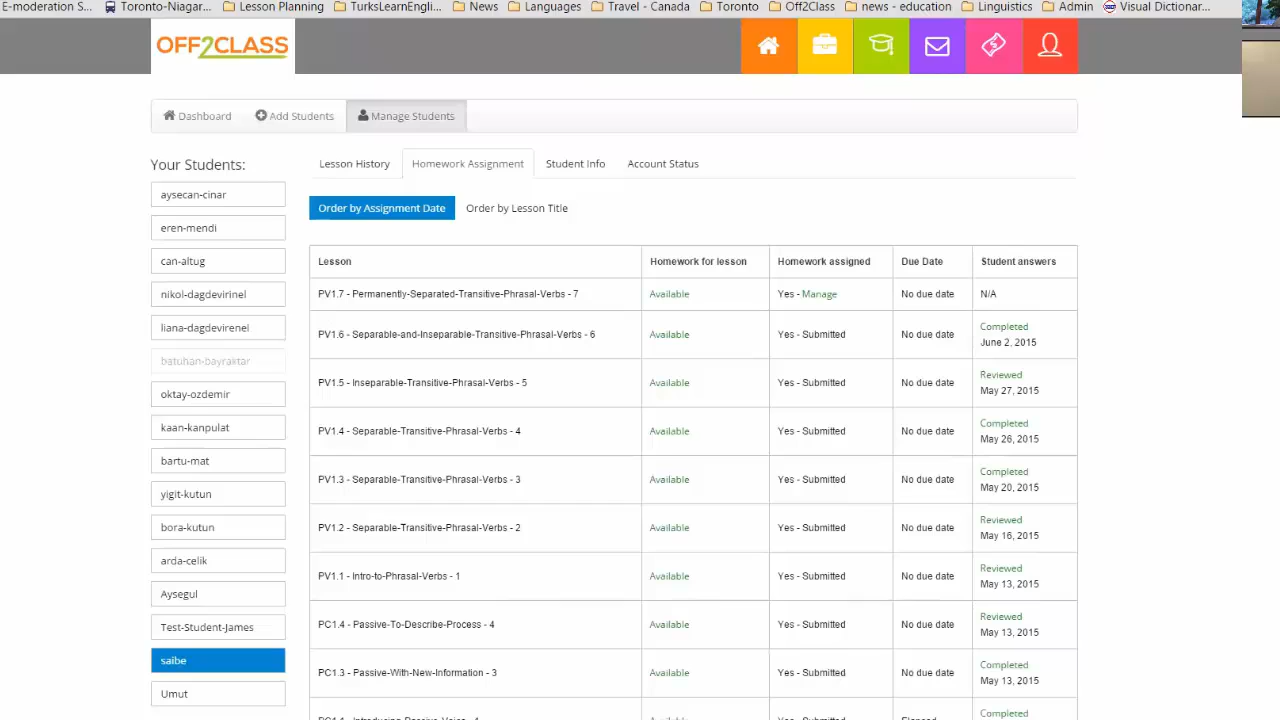 E-moderation S...
Toronto-Niagar...
Lesson Planning
TurksLearnEngli...
News
Languages
Travel - Canada
Toronto
Off2Class
news - education
Linguistics
Admin
Visual Dictionar...
OFF2CLASS
Dashboard
Add Students
Manage Students
Your Students:
aysecan-cinar
eren-mendi
can-altug
nikol-dagdevirinel
liana-dagdevirenel
batuhan-bayraktar
oktay-ozdemir
kaan-kanpulat
bartu-mat
yigit-kutun
bora-kutun
arda-celik
Aysegul
Test-Student-James
saibe
Umut
Lesson History
Homework Assignment
Student Info
Account Status
Order by Assignment Date
Order by Lesson Title
Lesson Homework for lesson Homework assigned Due Date Student answers
PV1.7 - Permanently-Separated-Transitive-Phrasal-Verbs - 7 Available Yes - Manage No due date N/A
PV1.6 - Separable-and-Inseparable-Transitive-Phrasal-Verbs - 6 Available Yes - Submitted No due date Completed
June 2, 2015
PV1.5 - Inseparable-Transitive-Phrasal-Verbs - 5 Available Yes - Submitted No due date Reviewed
May 27, 2015
PV1.4 - Separable-Transitive-Phrasal-Verbs - 4 Available Yes - Submitted No due date Completed
May 26, 2015
PV1.3 - Separable-Transitive-Phrasal-Verbs - 3 Available Yes - Submitted No due date Completed
May 20, 2015
PV1.2 - Separable-Transitive-Phrasal-Verbs - 2 Available Yes - Submitted No due date Reviewed
May 16, 2015
PV1.1 - Intro-to-Phrasal-Verbs - 1 Available Yes - Submitted No due date Reviewed
May 13, 2015
PC1.4 - Passive-To-Describe-Process - 4 Available Yes - Submitted No due date Reviewed
May 13, 2015
PC1.3 - Passive-With-New-Information - 3 Available Yes - Submitted No due date Completed
May 13, 2015
Completed